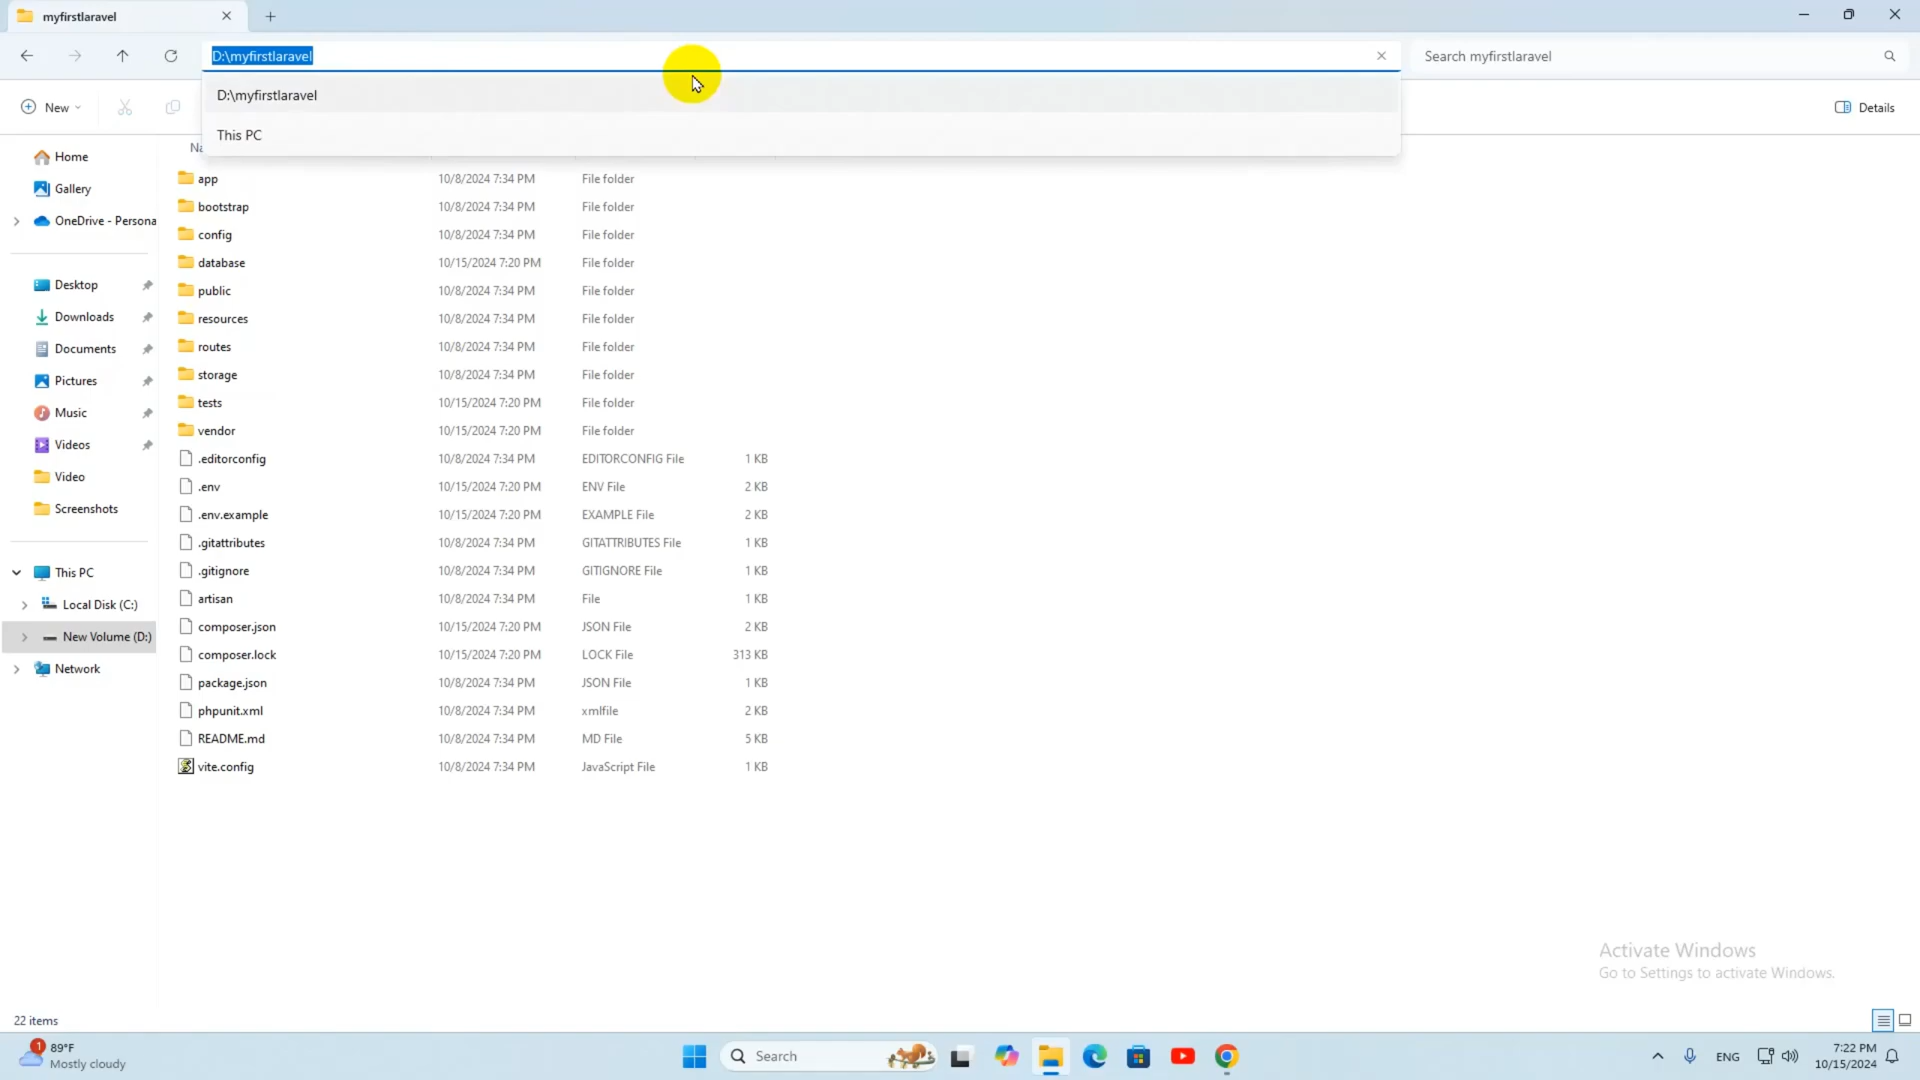 myfirstlaravel
D:\myfirstlaravel
Search myfirstlaravel
D:\myfirstlaravel
This PC
New
Details
Na
Home
Gallery
OneDrive - Persona
Desktop
Downloads
Documents
Pictures
Music
Videos
Video
Screenshots
This PC
Local Disk (C:)
New Volume (D:)
Network
app 10/8/2024 7:34 PM File folder
bootstrap 10/8/2024 7:34 PM File folder
config 10/8/2024 7:34 PM File folder
database 10/15/2024 7:20 PM File folder
public 10/8/2024 7:34 PM File folder
resources 10/8/2024 7:34 PM File folder
routes 10/8/2024 7:34 PM File folder
storage 10/8/2024 7:34 PM File folder
tests 10/15/2024 7:20 PM File folder
vendor 10/15/2024 7:20 PM File folder
.editorconfig 10/8/2024 7:34 PM EDITORCONFIG File 1 KB
.env 10/15/2024 7:20 PM ENV File 2 KB
.env.example 10/15/2024 7:20 PM EXAMPLE File 2 KB
.gitattributes 10/8/2024 7:34 PM GITATTRIBUTES File 1 KB
.gitignore 10/8/2024 7:34 PM GITIGNORE File 1 KB
artisan 10/8/2024 7:34 PM File 1 KB
composer.json 10/15/2024 7:20 PM JSON File 2 KB
composer.lock 10/15/2024 7:20 PM LOCK File 313 KB
package.json 10/8/2024 7:34 PM JSON File 1 KB
phpunit.xml 10/8/2024 7:34 PM xmlfile 2 KB
README.md 10/8/2024 7:34 PM MD File 5 KB
vite.config 10/8/2024 7:34 PM JavaScript File 1 KB
Activate Windows
Go to Settings to activate Windows.
22 items
1
89°F
Mostly cloudy
Search
ENG
7:22 PM
10/15/2024